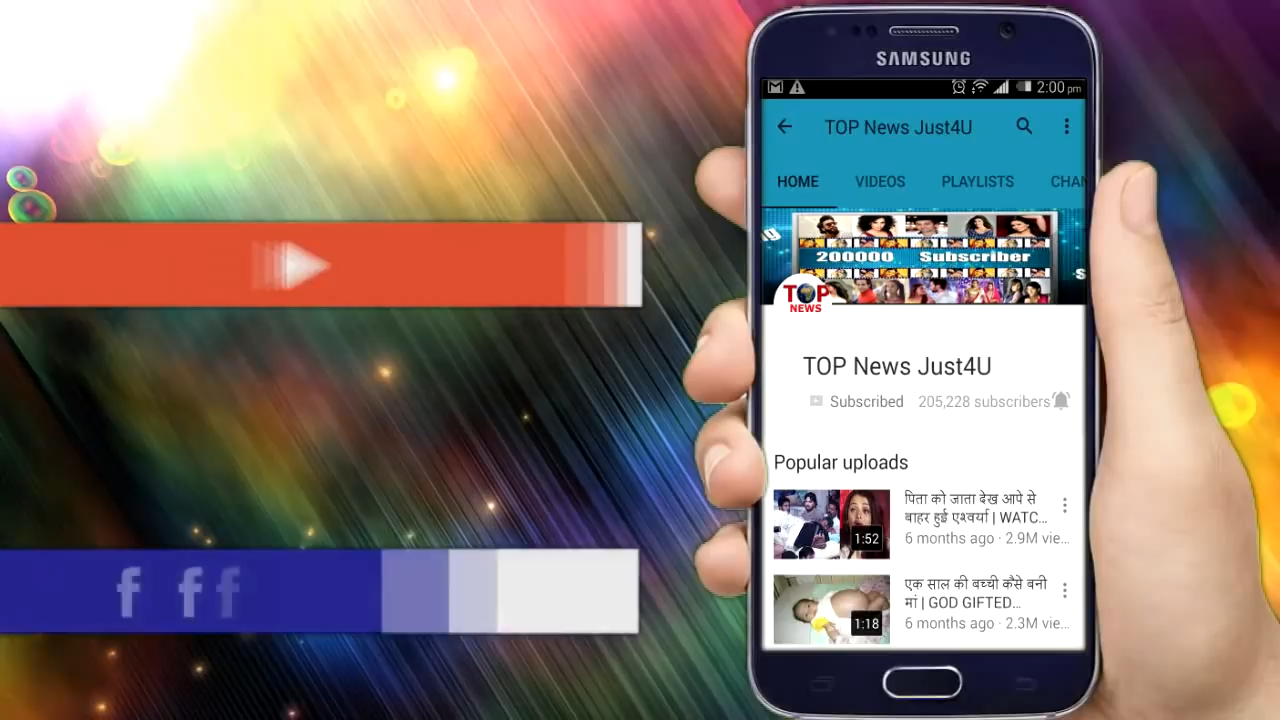 SAMSUNG
2:00 pm
TOP News Just4U
HOME VIDEOS PLAYLISTS CHAN
200000 Subscriber
TOP
NEWS
TOP News Just4U
Subscribed 205,228 subscribers
Popular uploads
पिता को जाता देख आपे से
बाहर हुई एश्वर्या | WATC...
6 months ago · 2.9M vie...
1:52
एक साल की बच्ची कैसे बनी
मां | GOD GIFTED...
6 months ago · 2.3M vie...
1:18
f f f